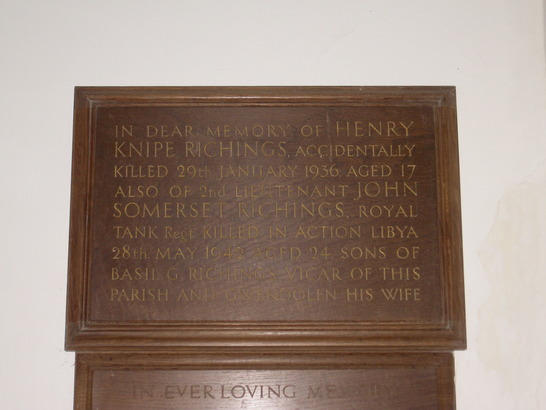 IN DEAR MEMORY OF HENRY
KNIPE RICHINGS, ACCIDENTALLY
KILLED 29th JANUARY 1936 AGED 17
ALSO OF 2nd LIEUTENANT JOHN
SOMERSET RICHINGS, ROYAL
TANK Regt KILLED IN ACTION LIBYA
28th MAY 1942 AGED 24 SONS OF
BASIL G. RICHINGS VICAR OF THIS
PARISH AND GWENDOLEN HIS WIFE
IN EVER LOVING MEMORY